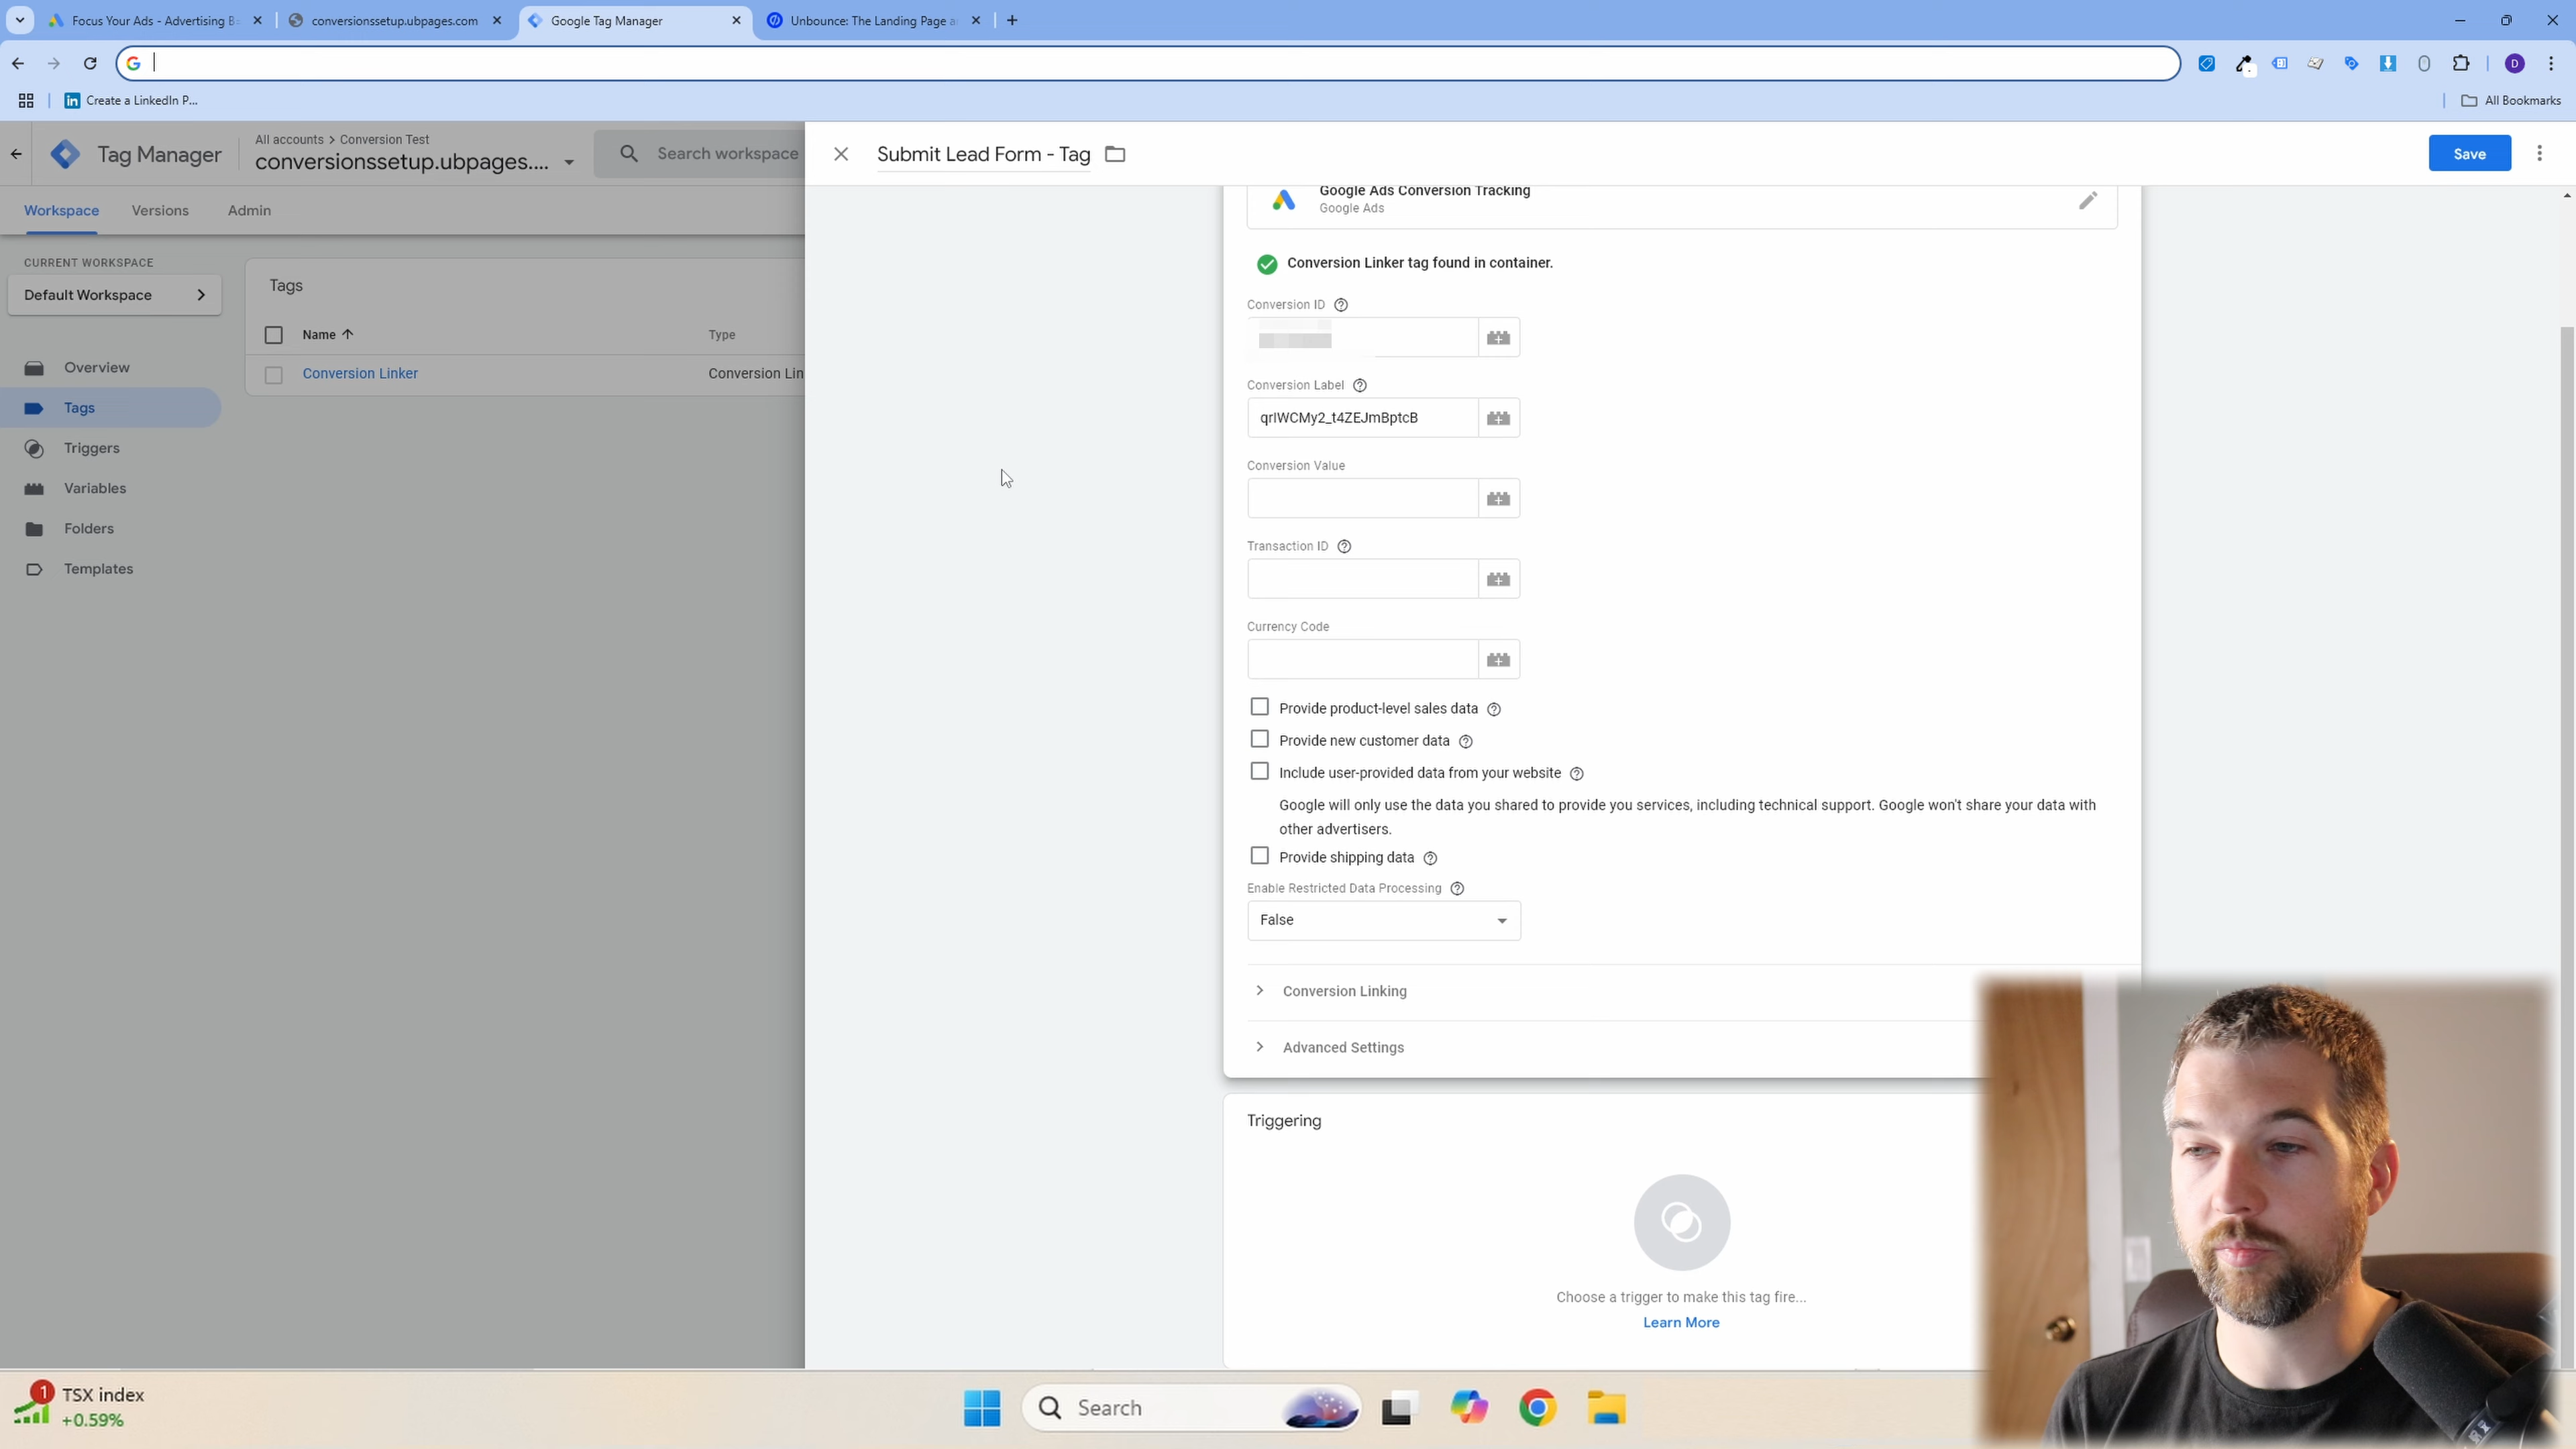 Focus Your Ads - Advertising B
conversionssetup.ubpages.com
Google Tag Manager
Unbounce: The Landing Page a
Create a LinkedIn P...
All Bookmarks
Tag Manager
All accounts > Conversion Test
conversionssetup.ubpages....
Search workspace
Submit Lead Form - Tag
Save
Workspace
Versions
Admin
CURRENT WORKSPACE
Default Workspace
Overview
Tags
Triggers
Variables
Folders
Templates
Tags
Name
Type
Conversion Linker
Conversion Lin
Google Ads Conversion Tracking
Google Ads
Conversion Linker tag found in container.
Conversion ID
Conversion Label
qrIWCMy2_t4ZEJmBptcB
Conversion Value
Transaction ID
Currency Code
Provide product-level sales data
Provide new customer data
Include user-provided data from your website
Google will only use the data you shared to provide you services, including technical support. Google won't share your data with
other advertisers.
Provide shipping data
Enable Restricted Data Processing
False
Conversion Linking
Advanced Settings
Triggering
Choose a trigger to make this tag fire...
Learn More
1
TSX index
+0.59%
Search
D